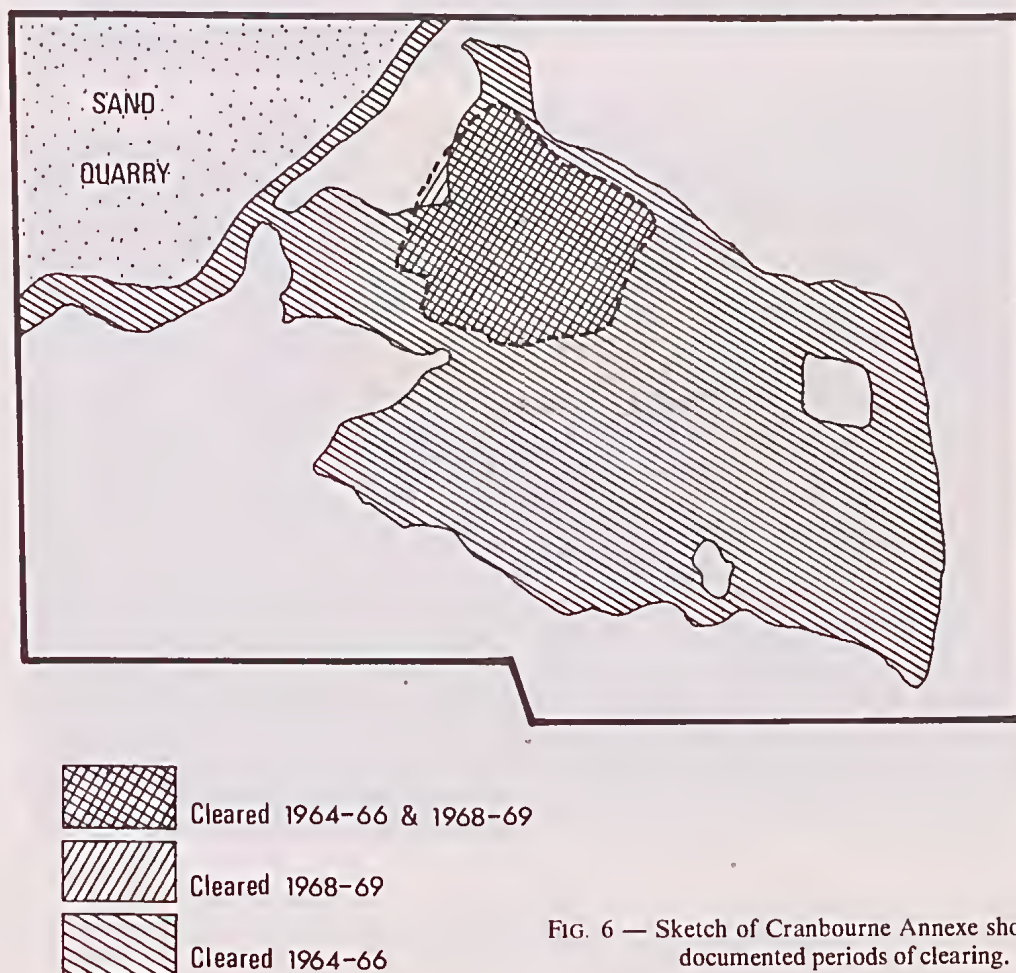 SAND
QUARRY
Cleared 1964-66 & 1968-69
Cleared 1968-69
Cleared 1964-66
FIG. 6 — Sketch of Cranbourne Annexe sho
documented periods of clearing.